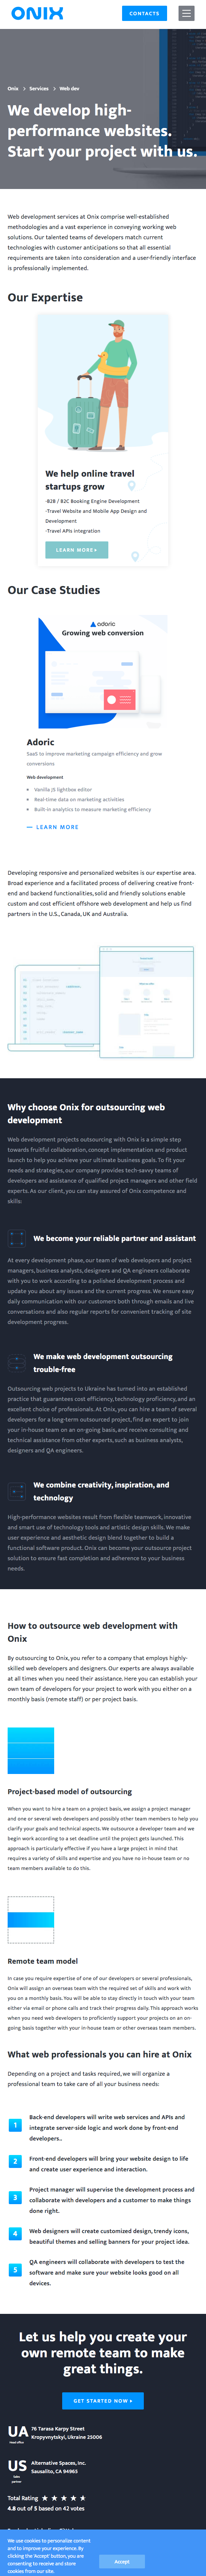 ONIX
CONTACTS
Onix > Services > Web dev
We develop high-
performance websites.
Start your project with us.
Web development services at Onix comprise well-established
methodologies and a vast experience in conveying working web
solutions. Our talented teams of developers match current
technologies with customer anticipations so that all essential
requirements are taken into consideration and a user-friendly interface
is professionally implemented.
Our Expertise
We help online travel
startups grow
-B2B / B2C Booking Engine Development
-Travel Website and Mobile App Design and
Development
-Travel APIs Integration
LEARN MORE
Our Case Studies
adoric
Growing web conversion
Adoric
SaaS to improve marketing campaign efficiency and grow
conversions
Web development
Vanilla JS lightbox editor
Real-time data on marketing activities
Built-in analytics to measure marketing efficiency
LEARN MORE
Developing responsive and personalized websites is our expertise area.
Broad experience and a facilitated process of delivering creative front-
and backend functionalities, solid and friendly solutions enable
custom and cost efficient offshore web development and help us find
partners in the U.S., Canada, UK and Australia.
Why choose Onix for outsourcing web
development
Web development projects outsourcing with Onix is a simple step
towards fruitful collaboration, concept implementation and product
launch to help you achieve your ultimate business goals. To fit your
needs and strategies, our company provides tech-savvy teams of
developers and assistance of qualified project managers and other field
experts. As our client, you can stay assured of Onix competence and
skills:
We become your reliable partner and assistant
At every development phase, our team of web developers and project
managers, business analysts, designers and QA engineers collaborate
with you to work according to a polished development process and
update you about any issues and the current progress. We ensure easy
daily communication with our customers both through emails and live
conversations and also regular reports for convenient tracking of site
development progress.
We make web development outsourcing
trouble-free
Outsourcing web projects to Ukraine has turned into an established
practice that guarantees cost efficiency, technology proficiency, and an
excellent choice of professionals. At Onix, you can hire a team of several
developers for a long-term outsourced project, find an expert to join
your in-house team on an on-going basis, and receive consulting and
technical assistance from other experts, such as business analysts,
designers and QA engineers.
We combine creativity, inspiration, and
technology
High-performance websites result from flexible teamwork, innovative
and smart use of technology tools and artistic design skills. We make
user experience and aesthetic design blend together to build a
functional software product. Onix can become your outsource project
solution to ensure fast completion and adherence to your business
needs.
How to outsource web development with
Onix
By outsourcing to Onix, you refer to a company that employs highly-
skilled web developers and designers. Our experts are always available
at all times when you need their assistance. Here you can establish your
own team of developers for your project to work with you either on a
monthly basis (remote staff) or per project basis.
Project-based model of outsourcing
When you want to hire a team on a project basis, we assign a project manager
and one or several web developers and possibly other team members to help you
clarify your goals and technical aspects. We outsource a developer team and we
begin work according to a set deadline until the project gets launched. This
approach is particularly effective if you have a large project in mind that
requires a variety of skills and expertise and you have no in-house team or no
team members available to do this.
Remote team model
In case you require expertise of one of our developers or several professionals,
Onix will assign an overseas team with the required set of skills and work with
you on a monthly basis. You will be able to stay directly in touch with your team
either via email or phone calls and track their progress daily. This approach works
when you need web developers to proficiently support your projects on an on-
going basis together with your in-house team or other overseas team members.
What web professionals you can hire at Onix
Depending on a project and tasks required, we will organize a
professional team to take care of all your business needs:
1 Back-end developers will write web services and APIs and
integrate server-side logic and work done by front-end
developers..
2 Front-end developers will bring your website design to life
and create user experience and interaction.
3 Project manager will supervise the development process and
collaborate with developers and a customer to make things
done right.
4 Web designers will create customized design, trendy icons,
beautiful themes and selling banners for your project idea.
5 QA engineers will collaborate with developers to test the
software and make sure your website looks good on all
devices.
Let us help you create your
own remote team to make
great things.
GET STARTED NOW
UA Head office
76 Tarasa Karpy Street
Kropyvnytskyi, Ukraine 25006
US Sales partner
Alternative Spaces, Inc.
Sausalito, CA 94965
Total Rating
4.8 out of 5 based on 42 votes
We use cookies to personalize content
and to improve your experience. By
clicking the 'Accept' button, you are
consenting to receive and store
cookies from our site.
Accept